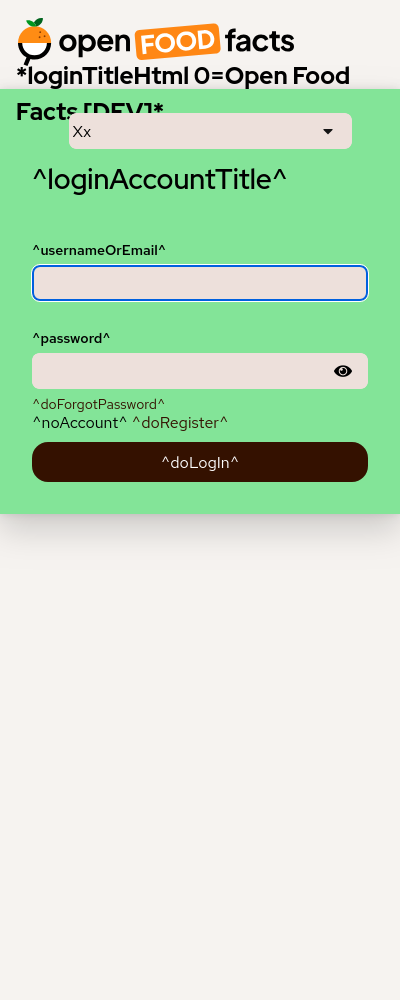 open FOOD facts
*loginTitleHtml 0=Open Food
Facts [DEV]*
Xx
^loginAccountTitle^
^usernameOrEmail^
^password^
^doForgotPassword^
^noAccount^ ^doRegister^
^doLogIn^